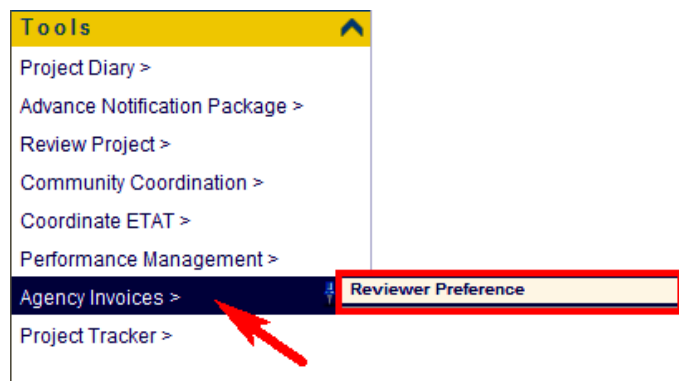 Tools
Project Diary >
Advance Notification Package >
Review Project >
Community Coordination >
Coordinate ETAT >
Performance Management >
Agency Invoices >
Reviewer Preference
Project Tracker >